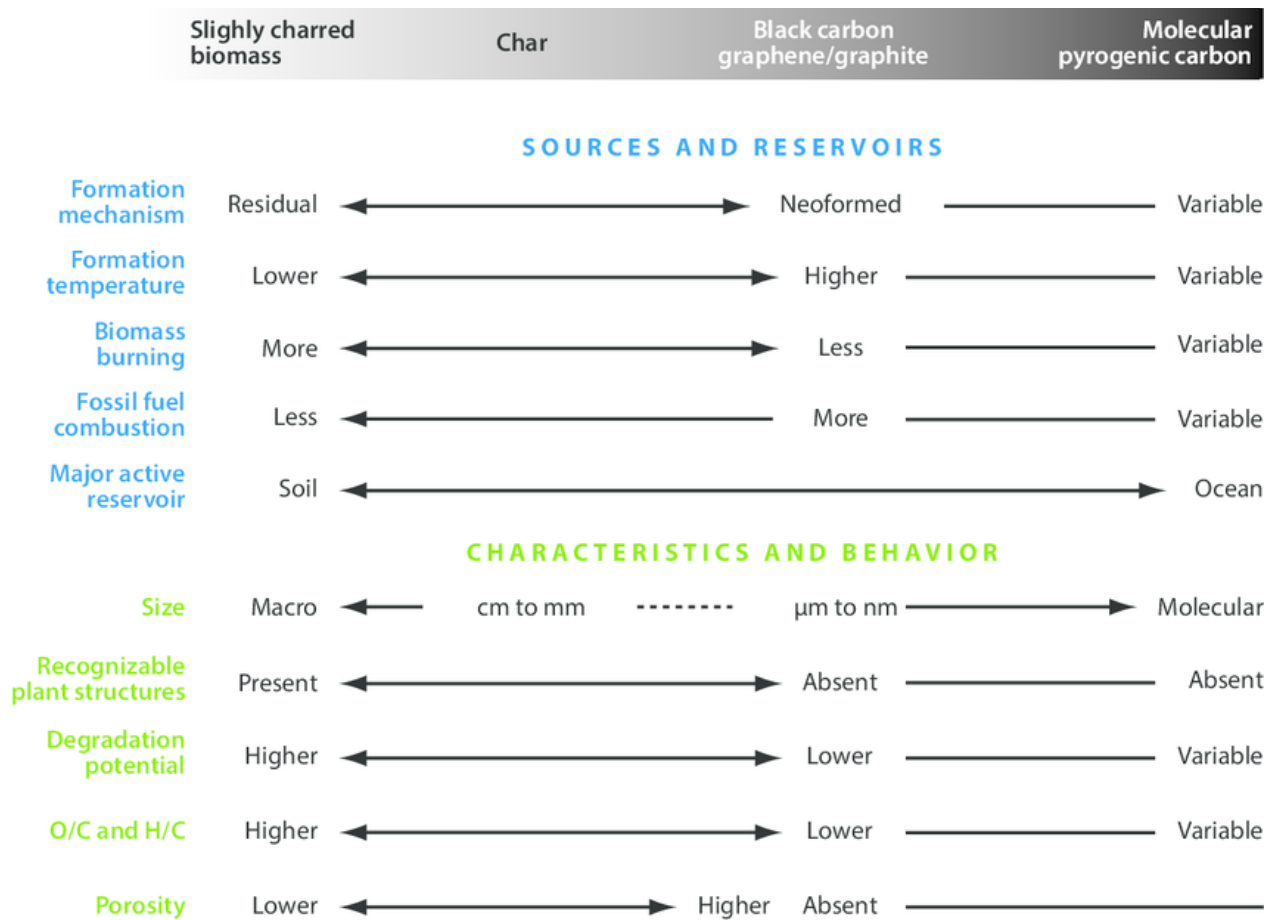 Slighly charred
biomass
Char
Black carbon
graphene/graphite
Molecular
pyrogenic carbon
SOURCES AND RESERVOIRS
Formation
mechanism
Residual
Neoformed
Variable
Formation
temperature
Lower
Higher
Variable
Biomass
burning
More
Less
Variable
Fossil fuel
combustion
Less
More
Variable
Major active
reservoir
Soil
Ocean
CHARACTERISTICS AND BEHAVIOR
Size
Macro
cm to mm
µm to nm
Molecular
Recognizable
plant structures
Present
Absent
Absent
Degradation
potential
Higher
Lower
Variable
O/C and H/C
Higher
Lower
Variable
Porosity
Lower
Higher
Absent